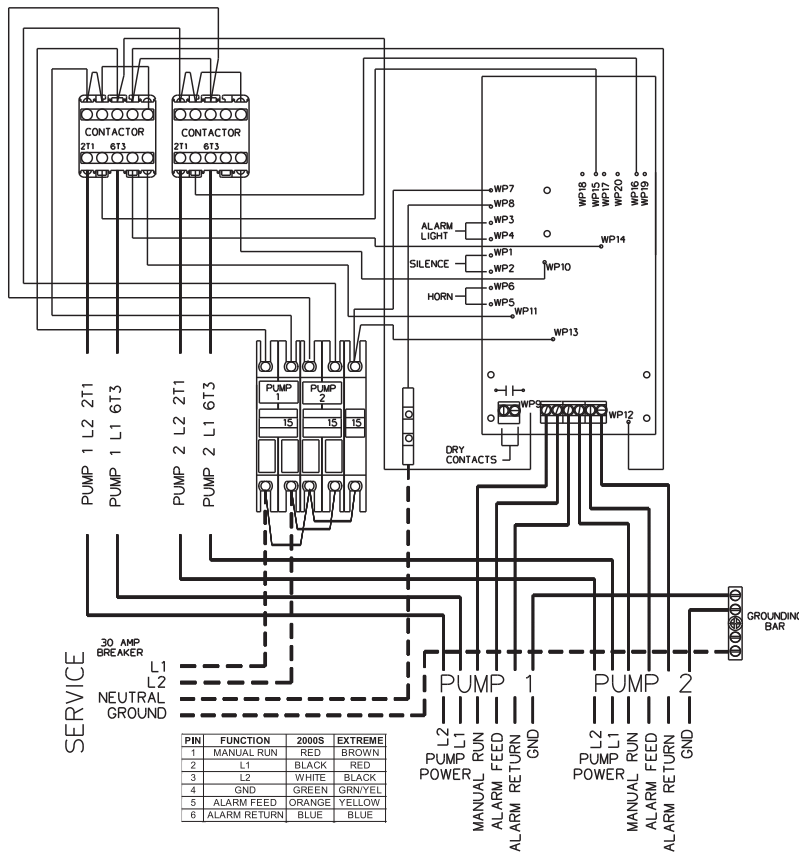 CONTACTOR
2T1 6T3
CONTACTOR
2T1 6T3
WP18
WP15
WP17
WP20
WP16
WP19
WP7
WP8
ALARM LIGHT
WP3
WP4
WP14
SILENCE
WP1
WP2
WP10
HORN
WP6
WP5
WP11
WP13
PUMP 1 L2 2T1
PUMP 1 L1 6T3
PUMP 2 L2 2T1
PUMP 2 L1 6T3
PUMP 1
PUMP 2
15
15
15
WP9
WP12
DRY
CONTACTS
GROUNDING
BAR
SERVICE
30 AMP
BREAKER
L1
L2
NEUTRAL
GROUND
PUMP 1
PUMP 2
L2
L1
PUMP
POWER
MANUAL RUN
ALARM FEED
ALARM RETURN
GND
L2
L1
PUMP
POWER
MANUAL RUN
ALARM FEED
ALARM RETURN
GND
PIN FUNCTION 2000S EXTREME
1 MANUAL RUN RED BROWN
2 L1 BLACK RED
3 L2 WHITE BLACK
4 GND GREEN GRN/YEL
5 ALARM FEED ORANGE YELLOW
6 ALARM RETURN BLUE BLUE